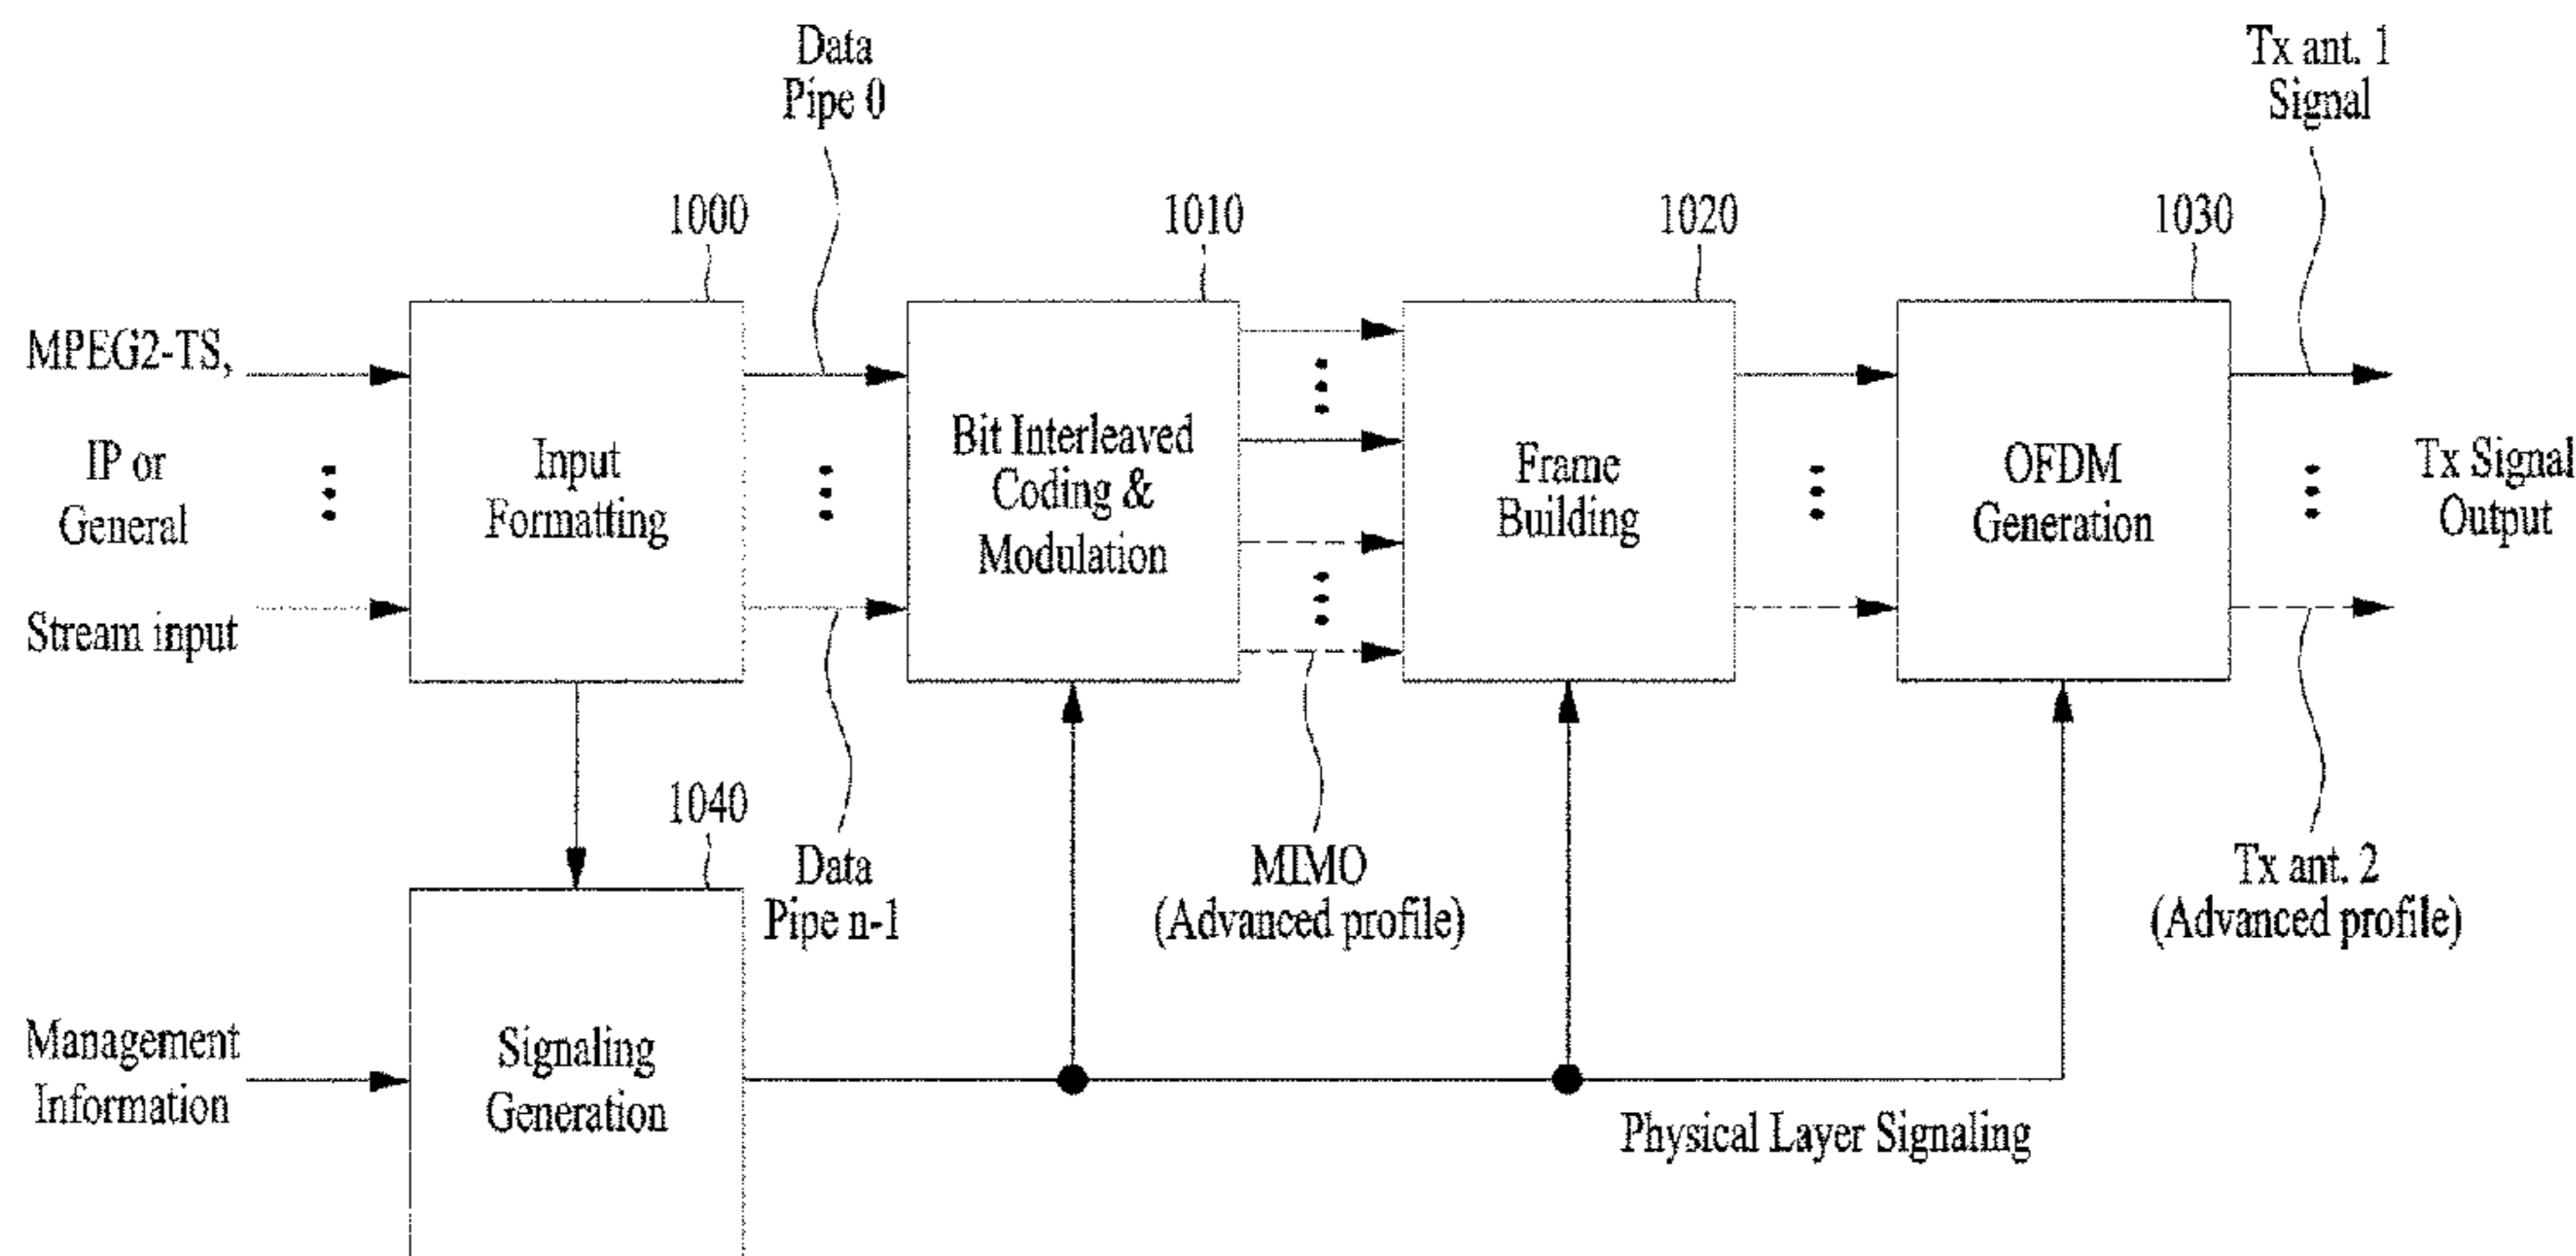 Data
Pipe 0
Tx ant. 1
Signal
1000
1010
1020
1030
MPEG2-TS,
IP or
General
Stream input
Input
Formatting
Bit Interleaved
Coding &
Modulation
Frame
Building
OFDM
Generation
Tx Signal
Output
1040
Data
Pipe n-1
MIMO
(Advanced profile)
Tx ant. 2
(Advanced profile)
Management
Information
Signaling
Generation
Physical Layer Signaling